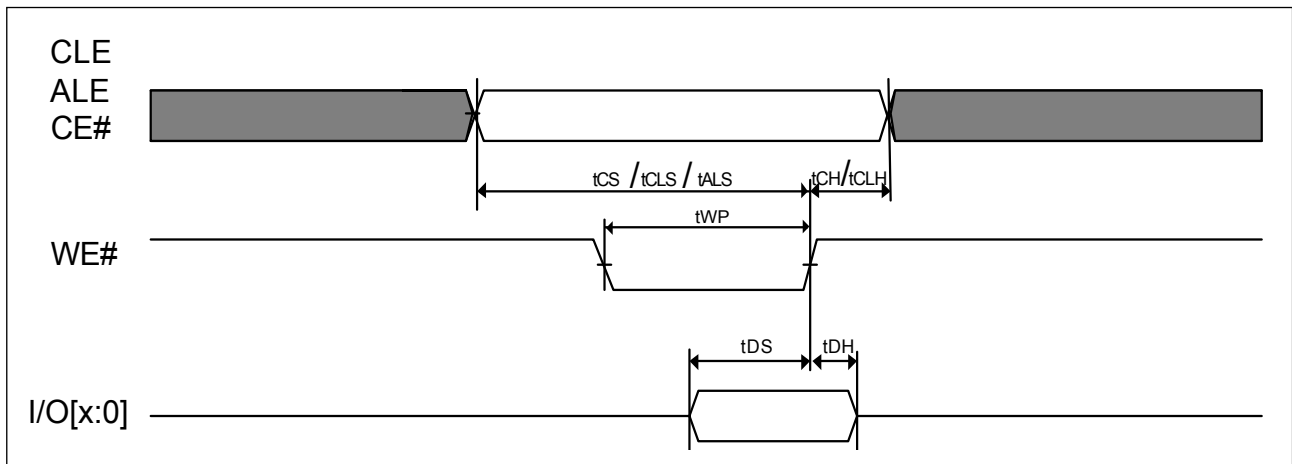 CLE
ALE
CE#
tCS /tCLS / tALS
tCH/tCLH
tWP
WE#
tDS
tDH
I/O[x:0]